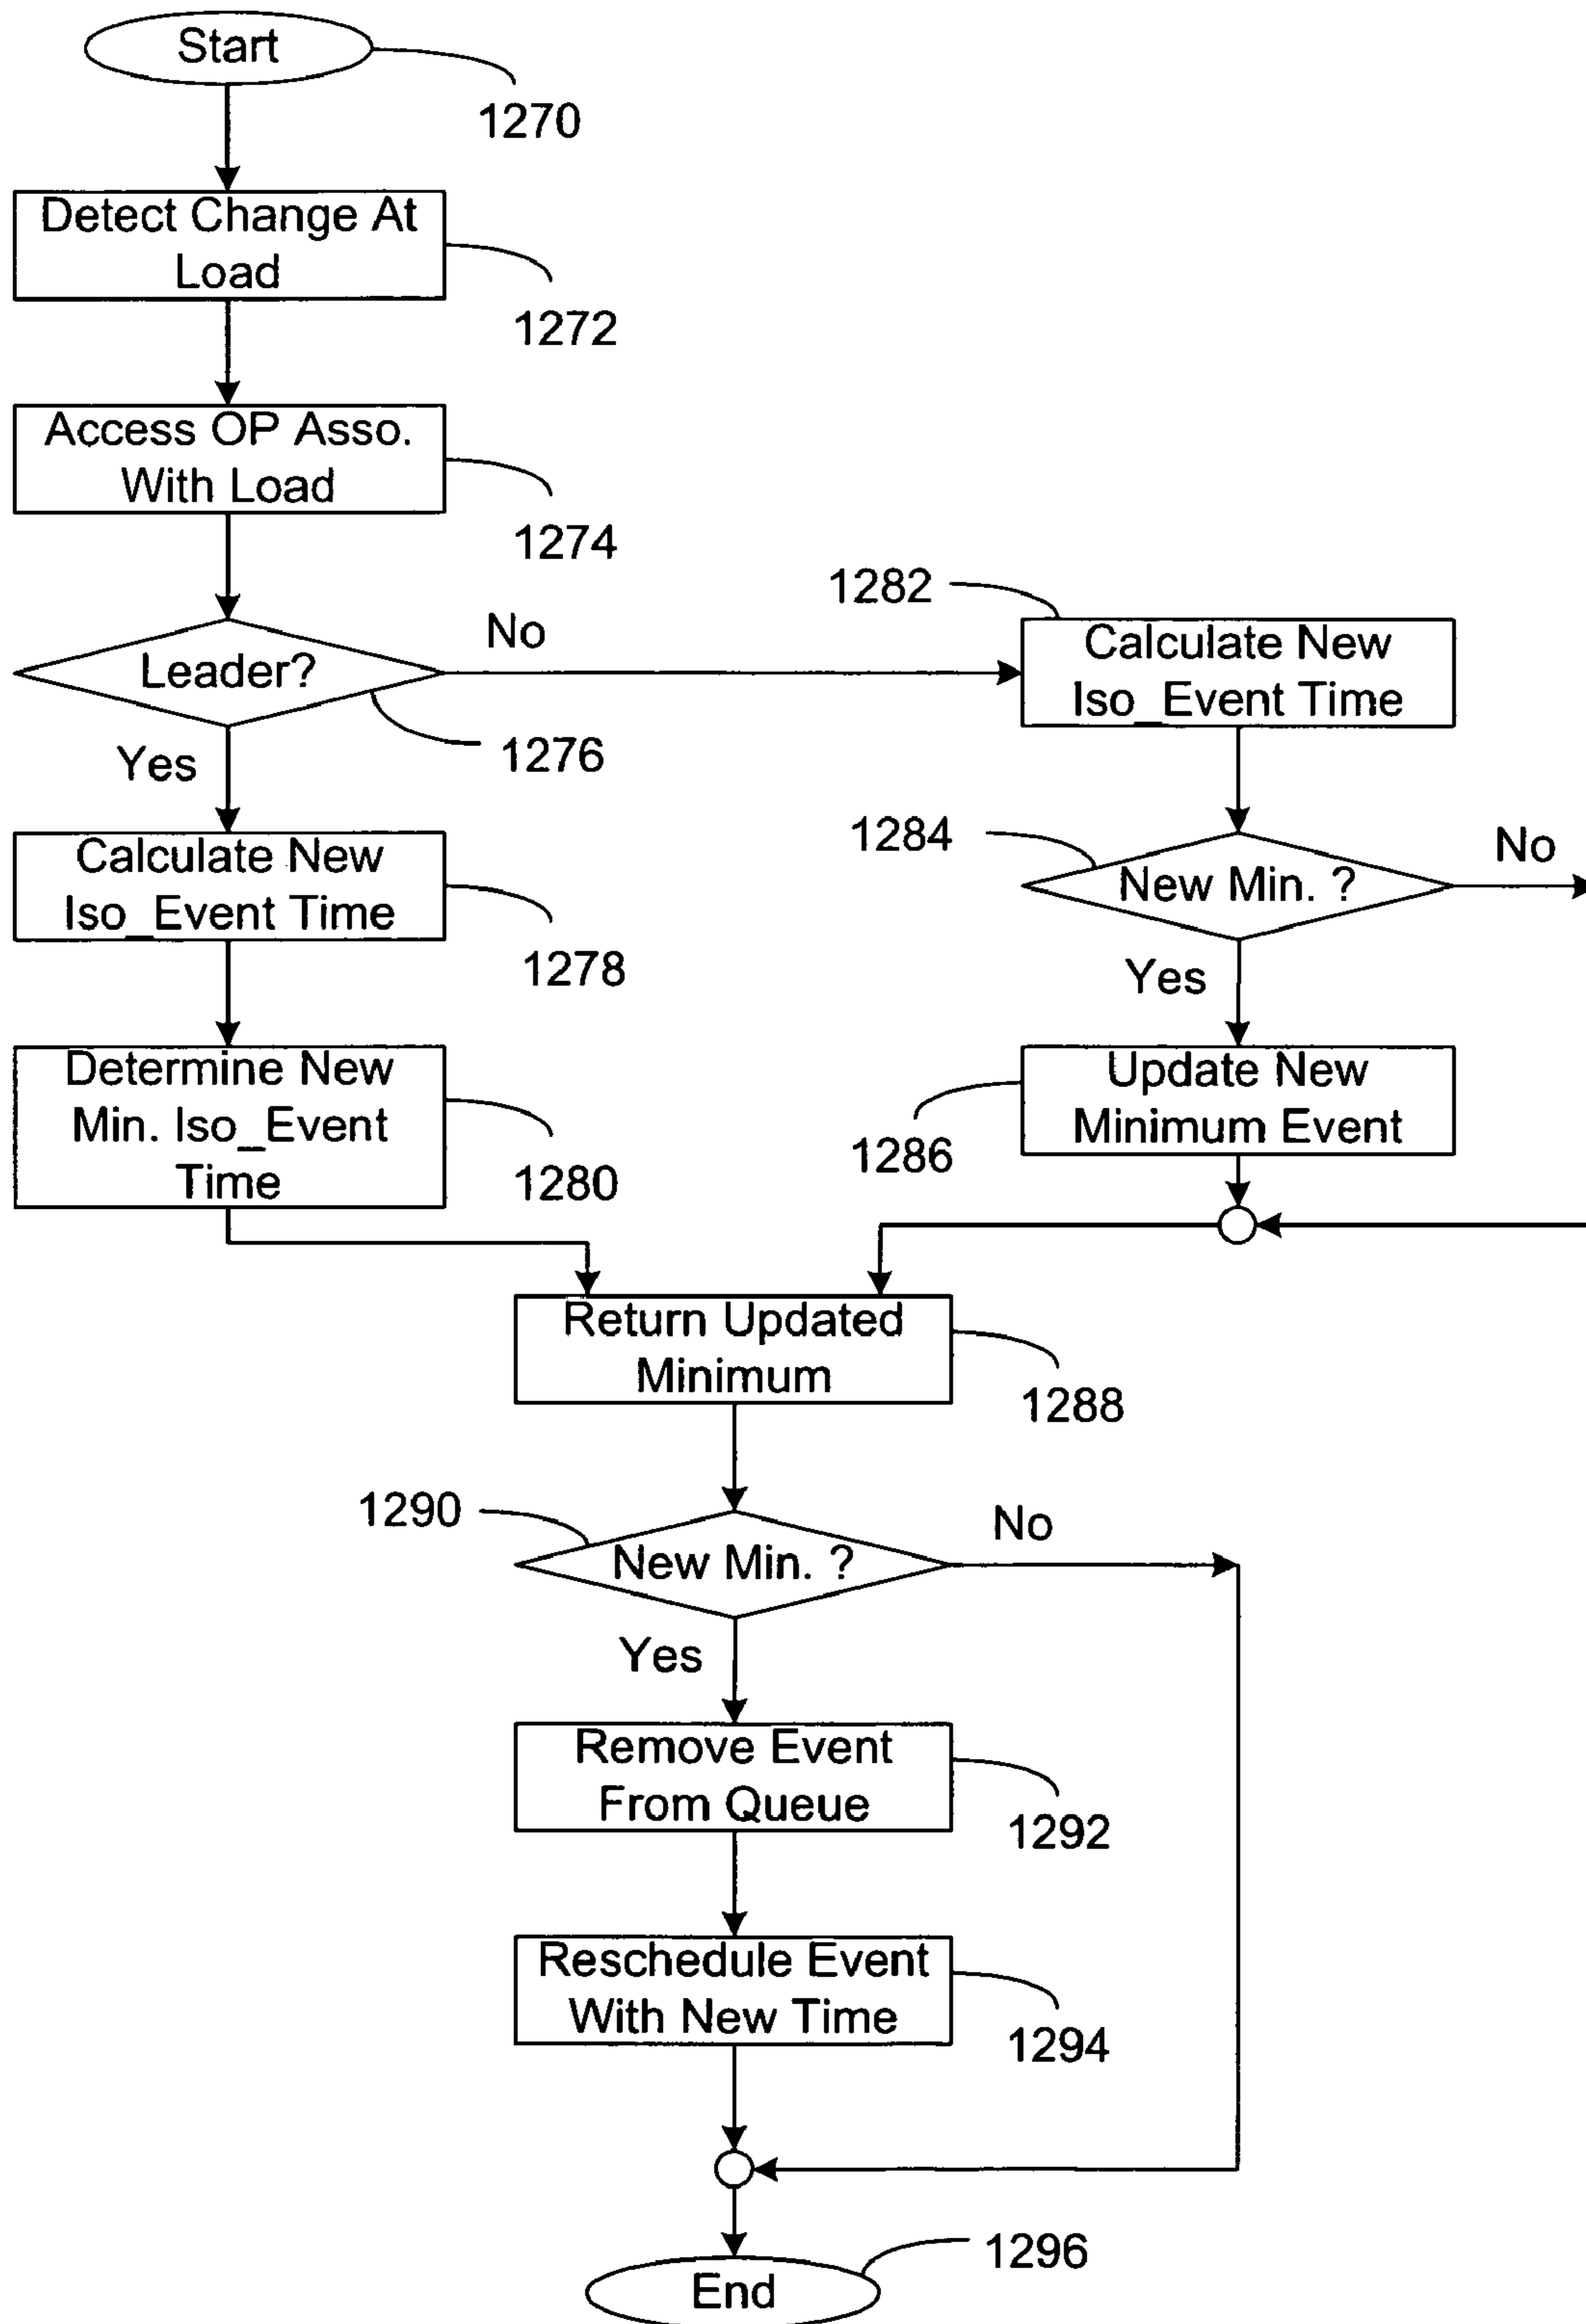 Start
1270
Detect Change At
Load
1272
Access OP Asso.
With Load
1274
Leader?
No
1276
Yes
Calculate New
Iso_Event Time
1278
Determine New
Min. Iso_Event
Time
1280
1282
Calculate New
Iso_Event Time
1284
New Min. ?
No
Yes
Update New
Minimum Event
1286
Return Updated
Minimum
1288
1290
New Min. ?
No
Yes
Remove Event
From Queue
1292
Reschedule Event
With New Time
1294
End
1296